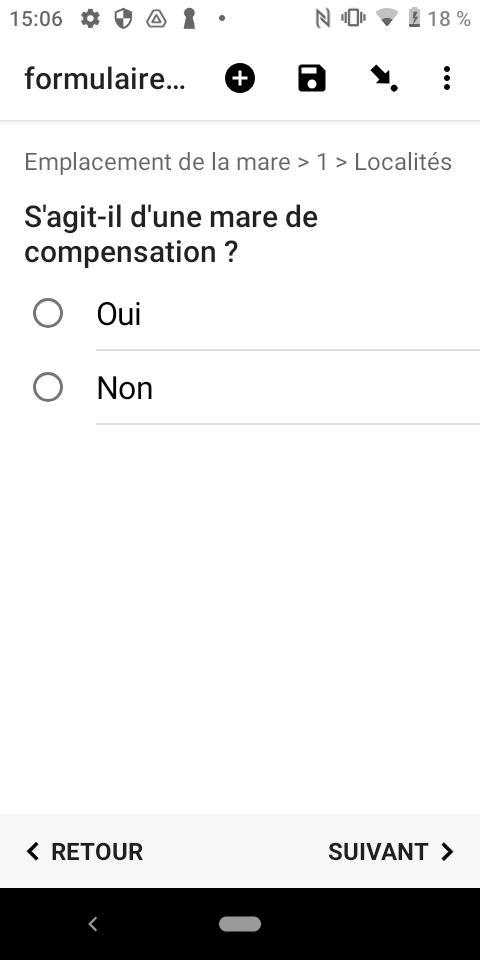 15:06
18 %
formulaire...
Emplacement de la mare > 1 > Localités
S'agit-il d'une mare de
compensation ?
Oui
Non
RETOUR
SUIVANT